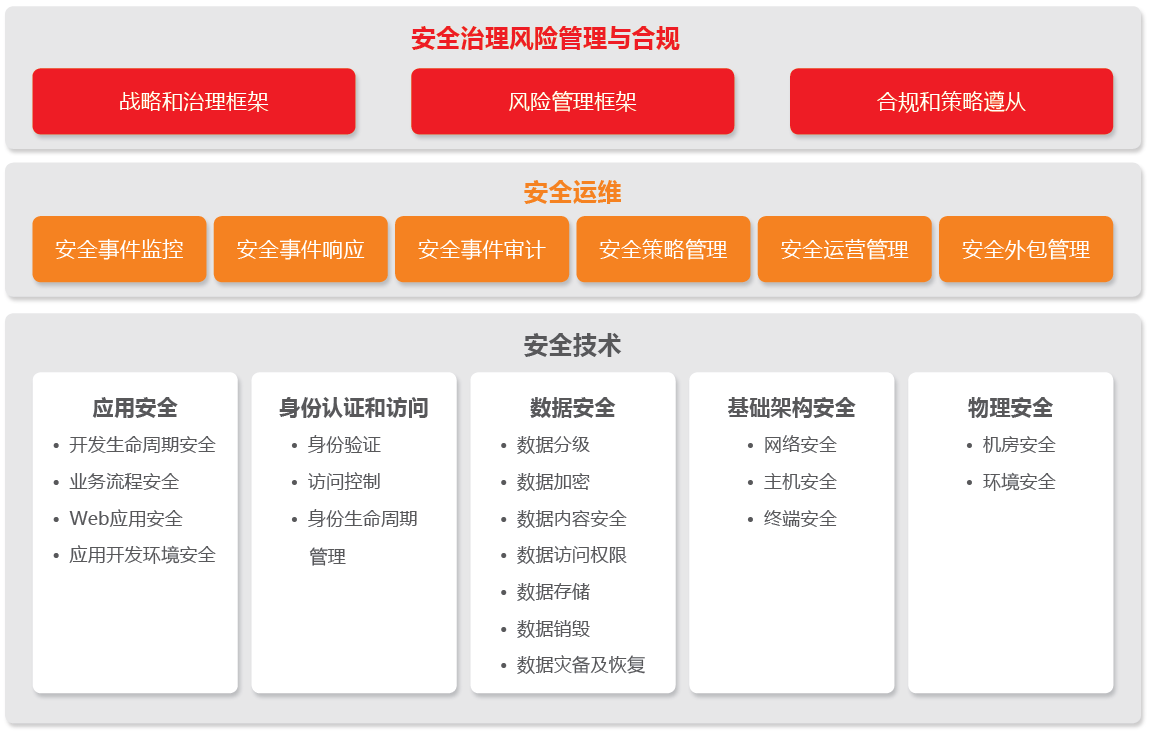 安全治理风险管理与合规
战略和治理框架
风险管理框架
合规和策略遵从
安全运维
安全事件监控
安全事件响应
安全事件审计
安全策略管理
安全运营管理
安全外包管理
安全技术
应用安全
• 开发生命周期安全
• 业务流程安全
• Web应用安全
• 应用开发环境安全
身份认证和访问
• 身份验证
• 访问控制
• 身份生命周期
管理
数据安全
• 数据分级
• 数据加密
• 数据内容安全
• 数据访问权限
• 数据存储
• 数据销毁
• 数据灾备及恢复
基础架构安全
• 网络安全
• 主机安全
• 终端安全
物理安全
• 机房安全
• 环境安全